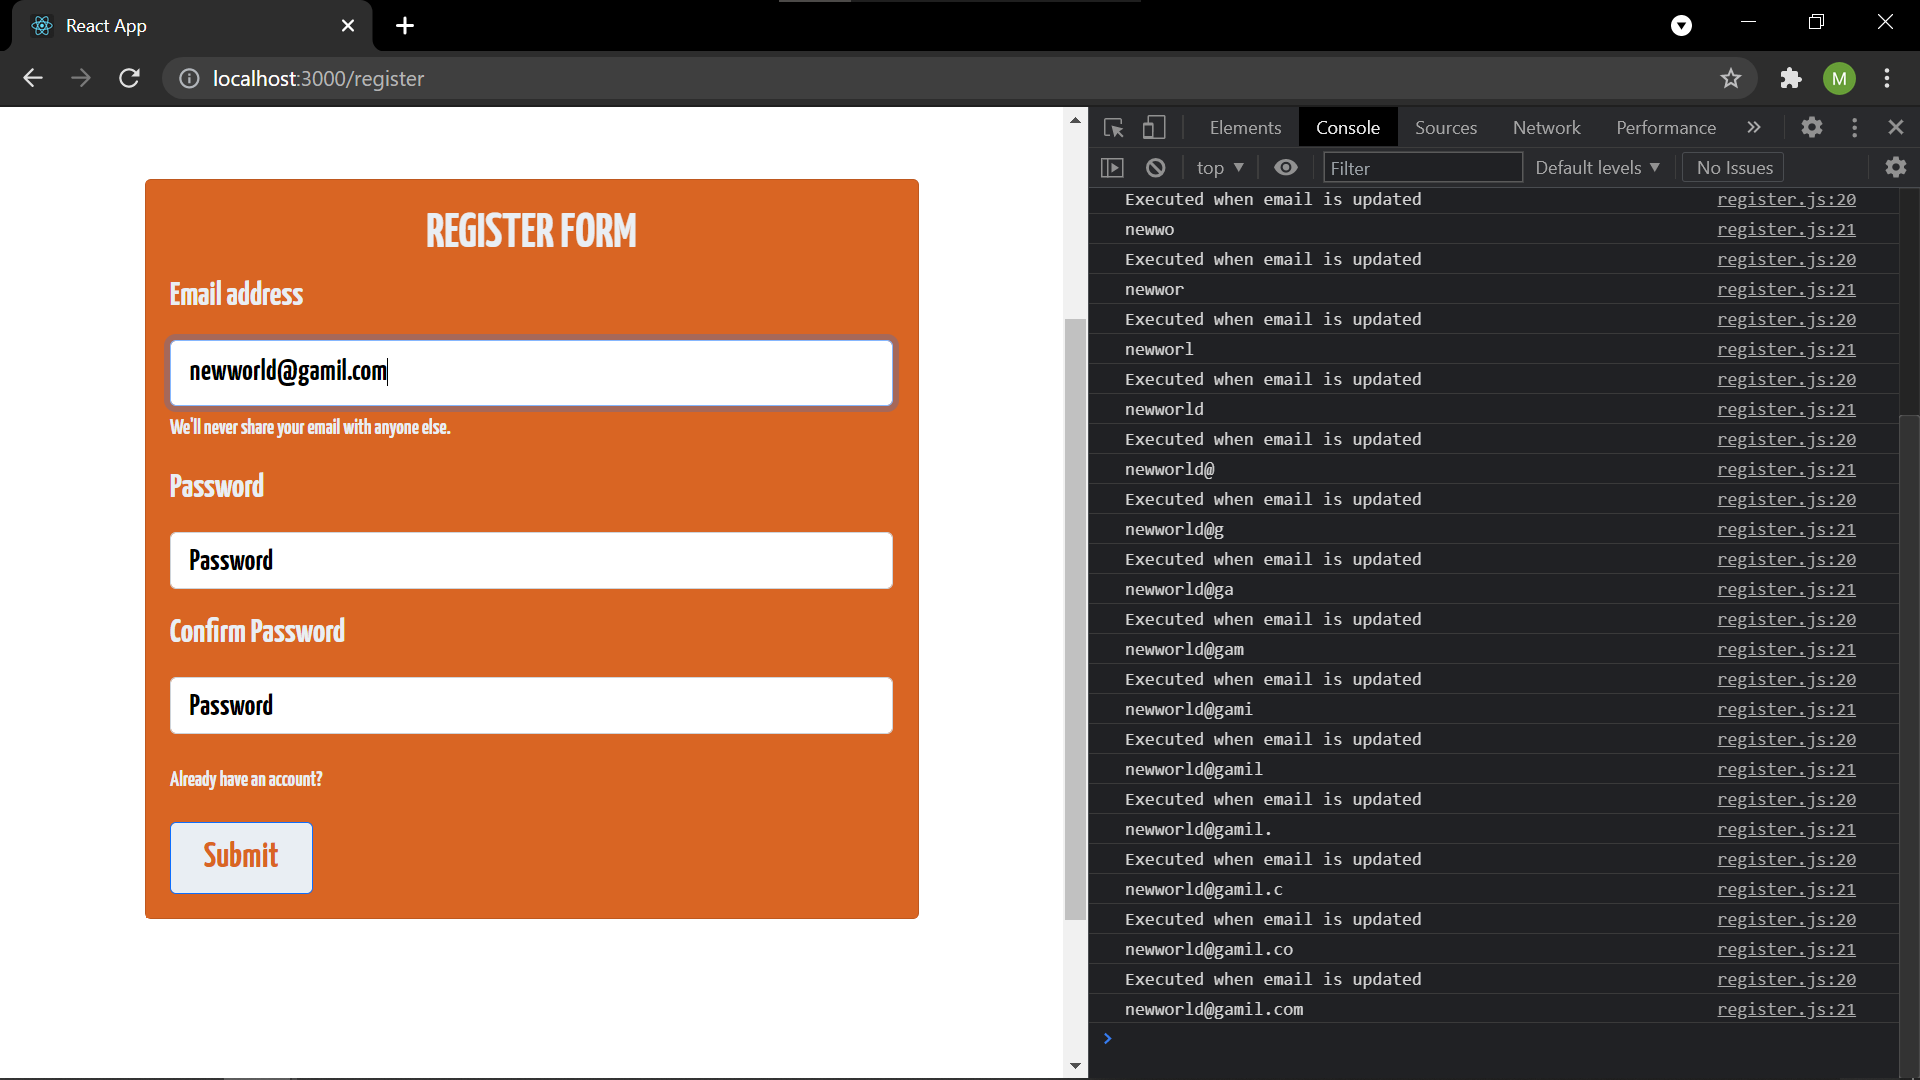 React App
localhost:3000/register
M
Elements
Console
Sources
Network
Performance
top
Filter
Default levels
No Issues
REGISTER FORM
Email address
newworld@gamil.com
We'll never share your email with anyone else.
Password
Password
Confirm Password
Password
Already have an account?
Submit
Executed when email is updated register.js:20
newwo register.js:21
Executed when email is updated register.js:20
newwor register.js:21
Executed when email is updated register.js:20
newworl register.js:21
Executed when email is updated register.js:20
newworld register.js:21
Executed when email is updated register.js:20
newworld@ register.js:21
Executed when email is updated register.js:20
newworld@g register.js:21
Executed when email is updated register.js:20
newworld@ga register.js:21
Executed when email is updated register.js:20
newworld@gam register.js:21
Executed when email is updated register.js:20
newworld@gami register.js:21
Executed when email is updated register.js:20
newworld@gamil register.js:21
Executed when email is updated register.js:20
newworld@gamil. register.js:21
Executed when email is updated register.js:20
newworld@gamil.c register.js:21
Executed when email is updated register.js:20
newworld@gamil.co register.js:21
Executed when email is updated register.js:20
newworld@gamil.com register.js:21